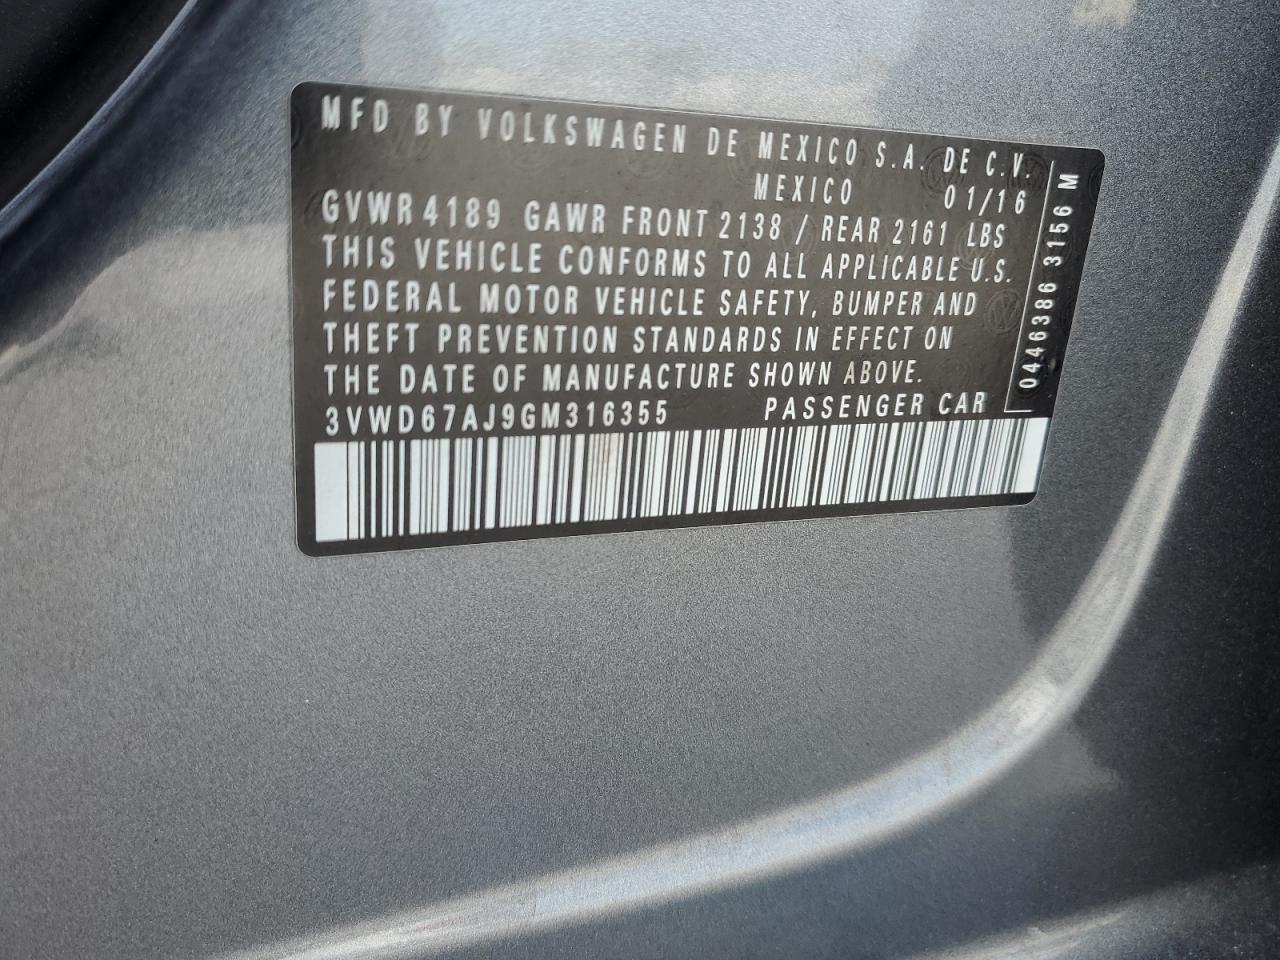 MFD BY VOLKSWAGEN DE MEXICO S.A. DE C.V.
MEXICO 01/16
GVWR 4189 GAWR FRONT 2138 / REAR 2161 LBS
THIS VEHICLE CONFORMS TO ALL APPLICABLE U.S.
FEDERAL MOTOR VEHICLE SAFETY, BUMPER AND
THEFT PREVENTION STANDARDS IN EFFECT ON
THE DATE OF MANUFACTURE SHOWN ABOVE.
3VWD67AJ9GM316355 PASSENGER CAR
0446386 3156 M